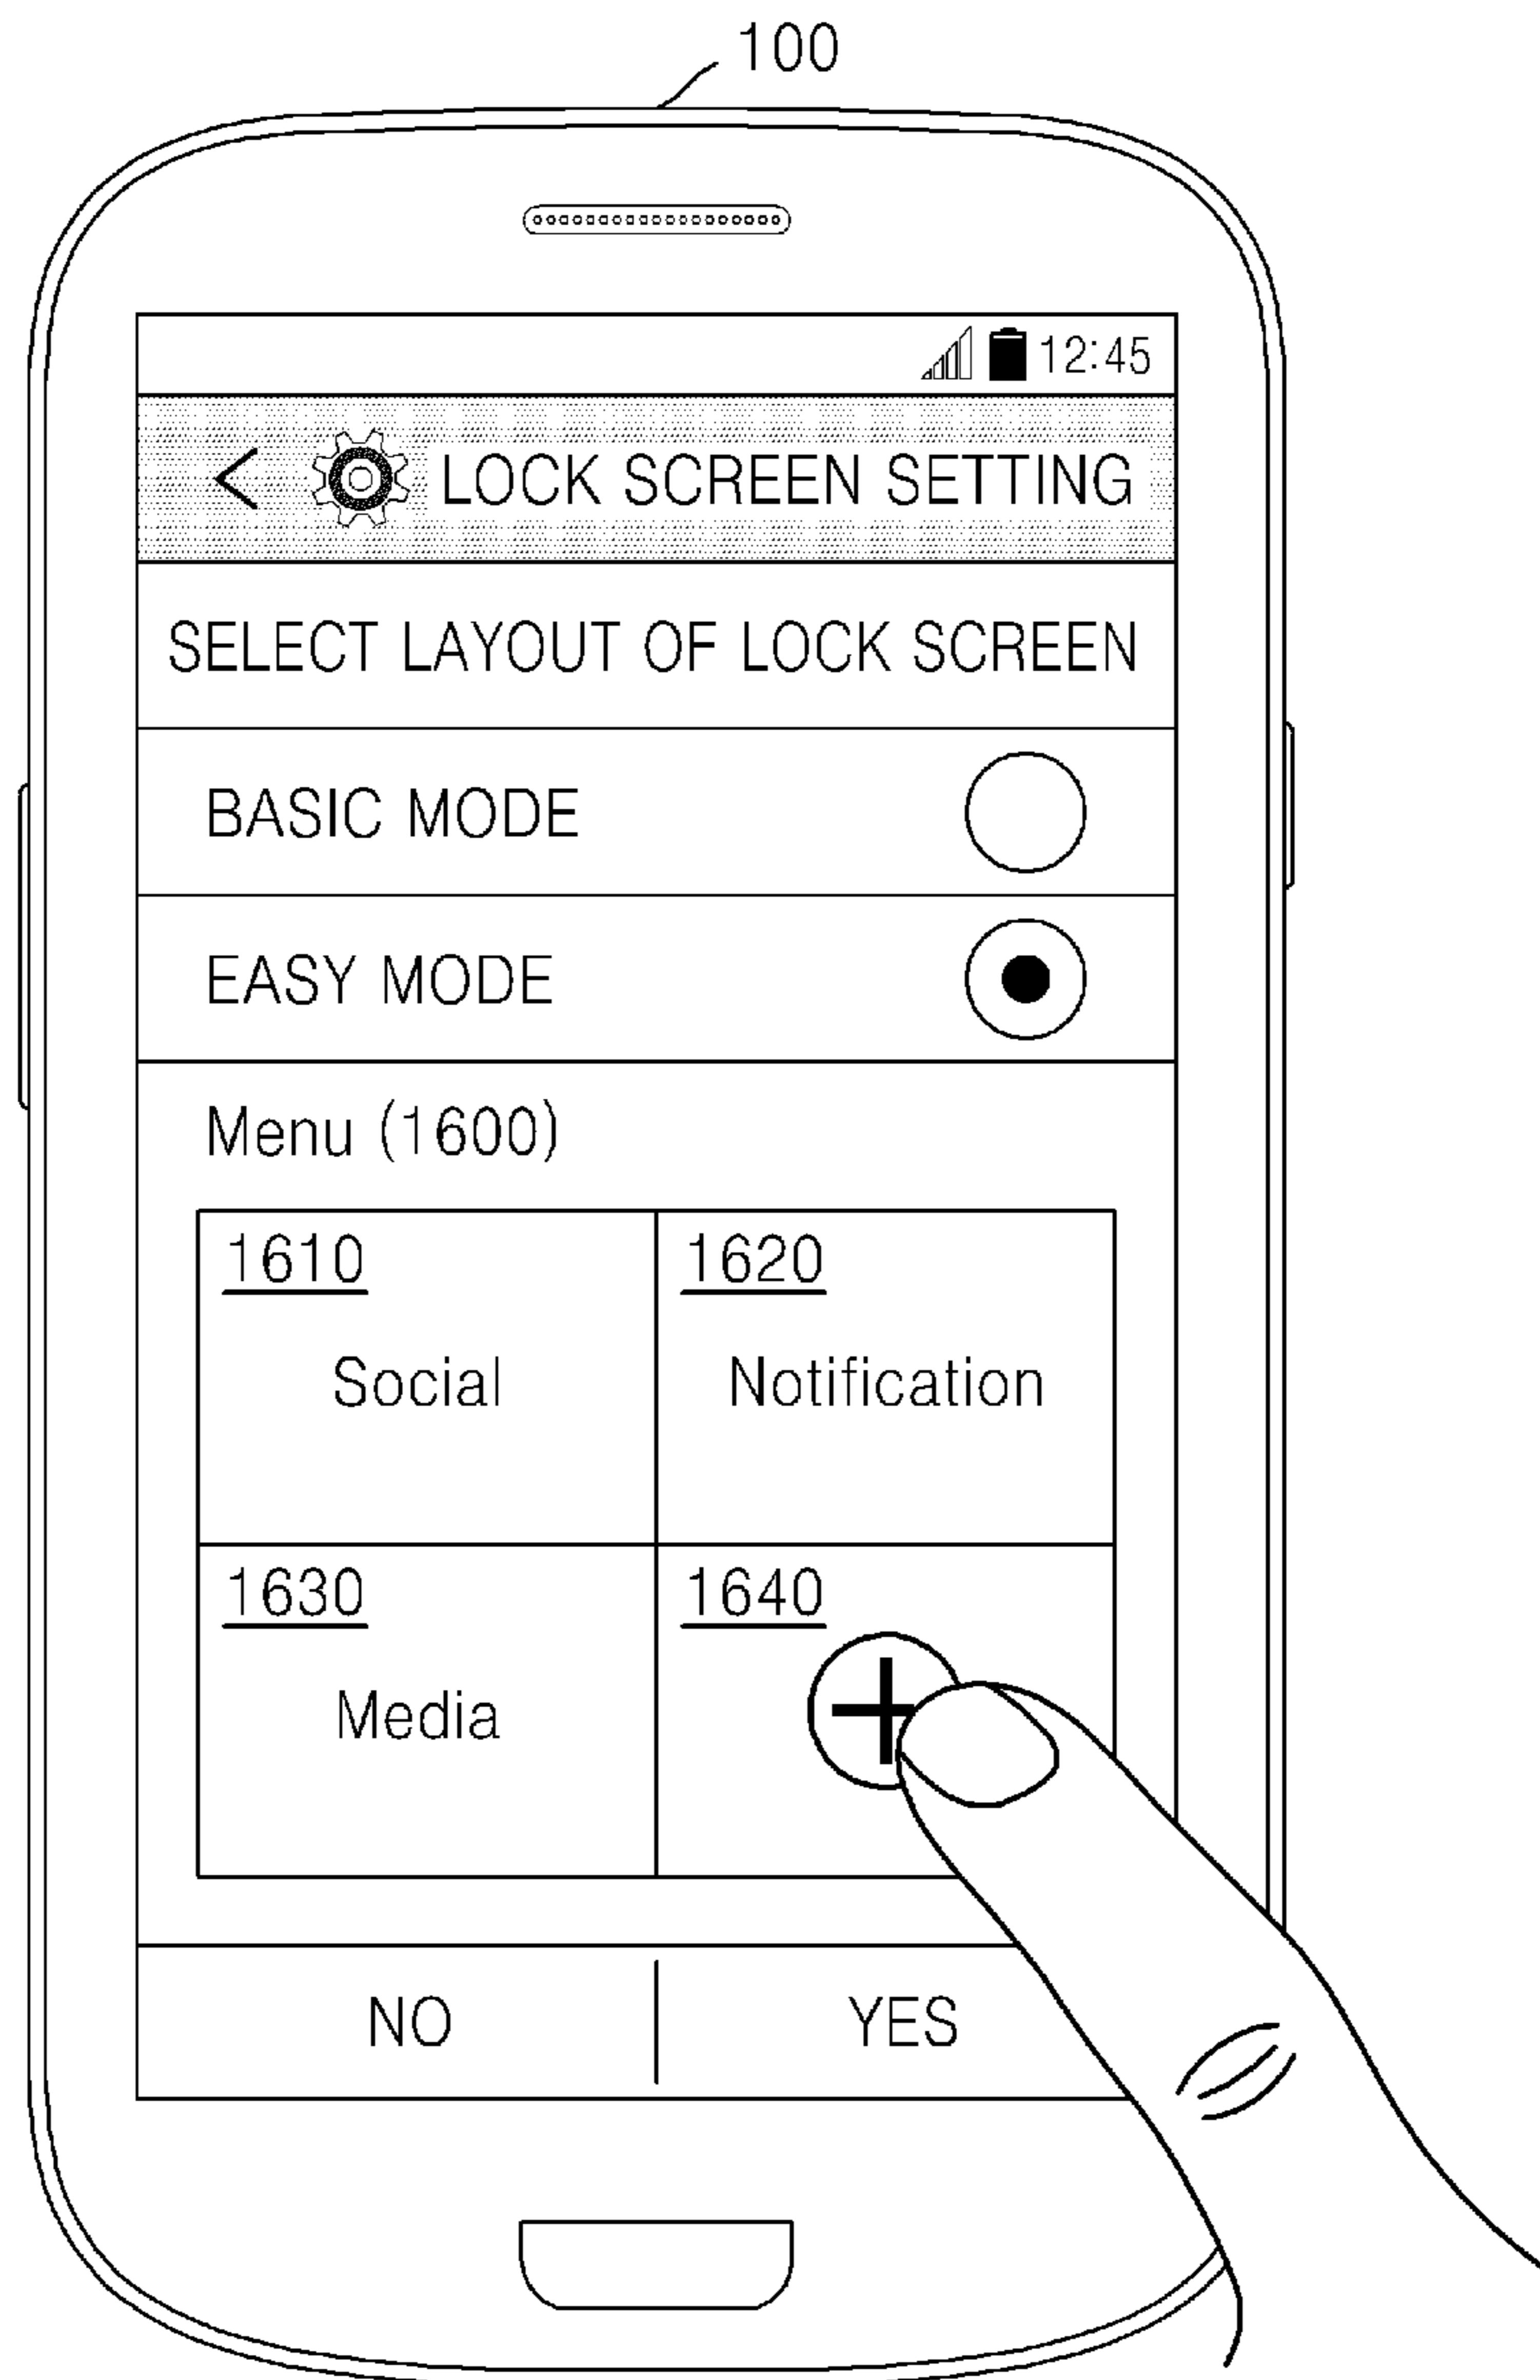 100
12:45
< LOCK SCREEN SETTING
SELECT LAYOUT OF LOCK SCREEN
BASIC MODE
EASY MODE
Menu (1600)
1610 1620
Social Notification
1630 1640
Media +
NO YES